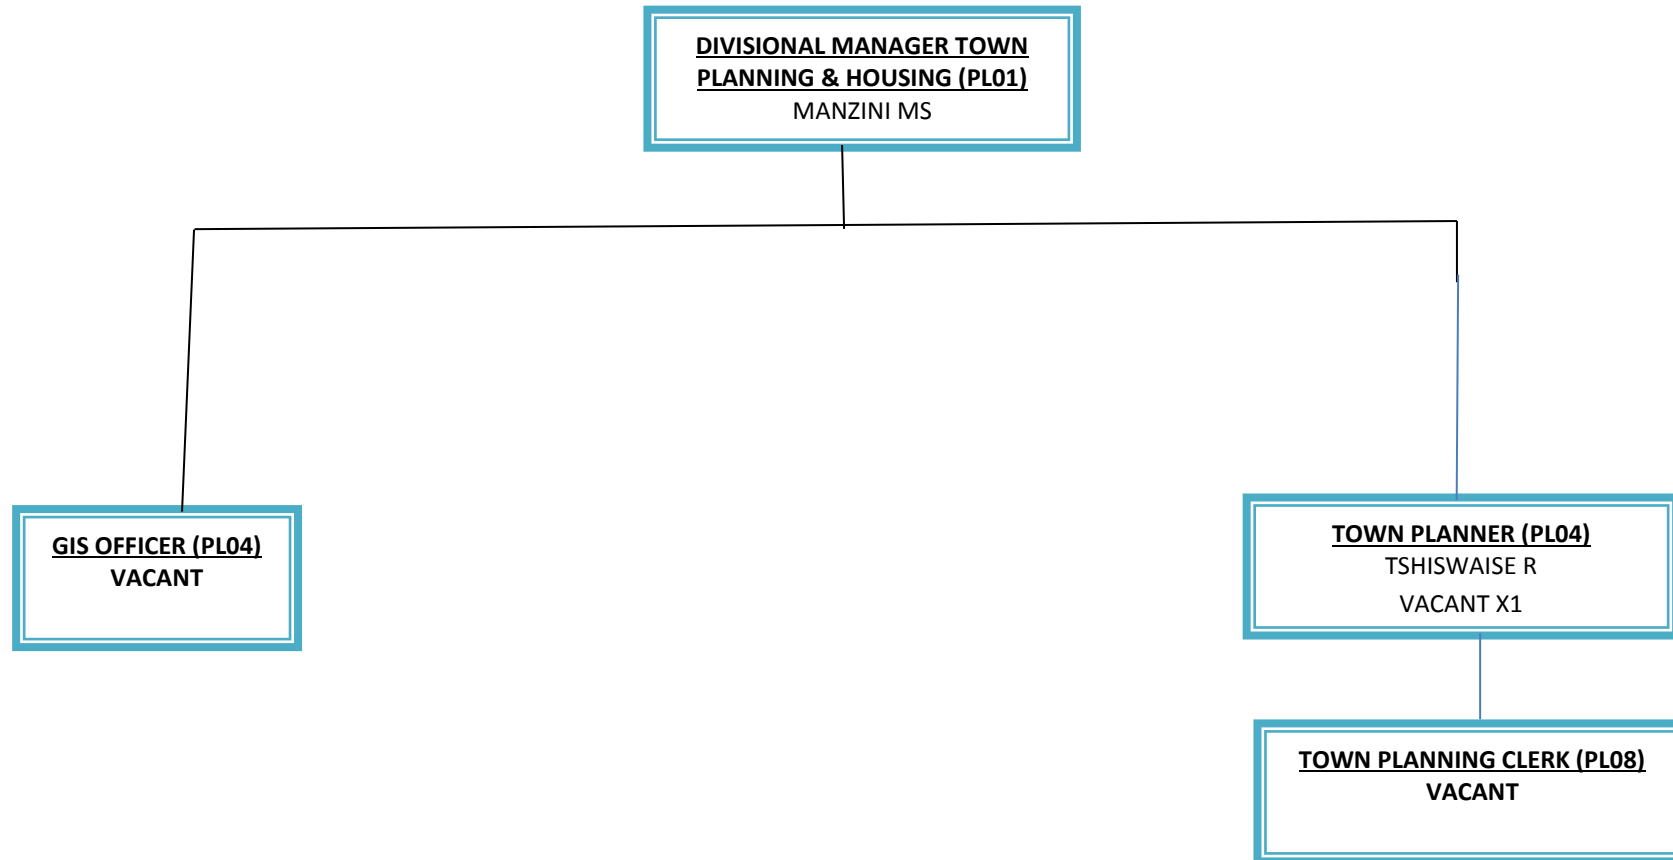 DIVISIONAL MANAGER TOWN
PLANNING & HOUSING (PL01)
MANZINI MS
GIS OFFICER (PL04)
VACANT
TOWN PLANNER (PL04)
TSHISWAISE R
VACANT X1
TOWN PLANNING CLERK (PL08)
VACANT